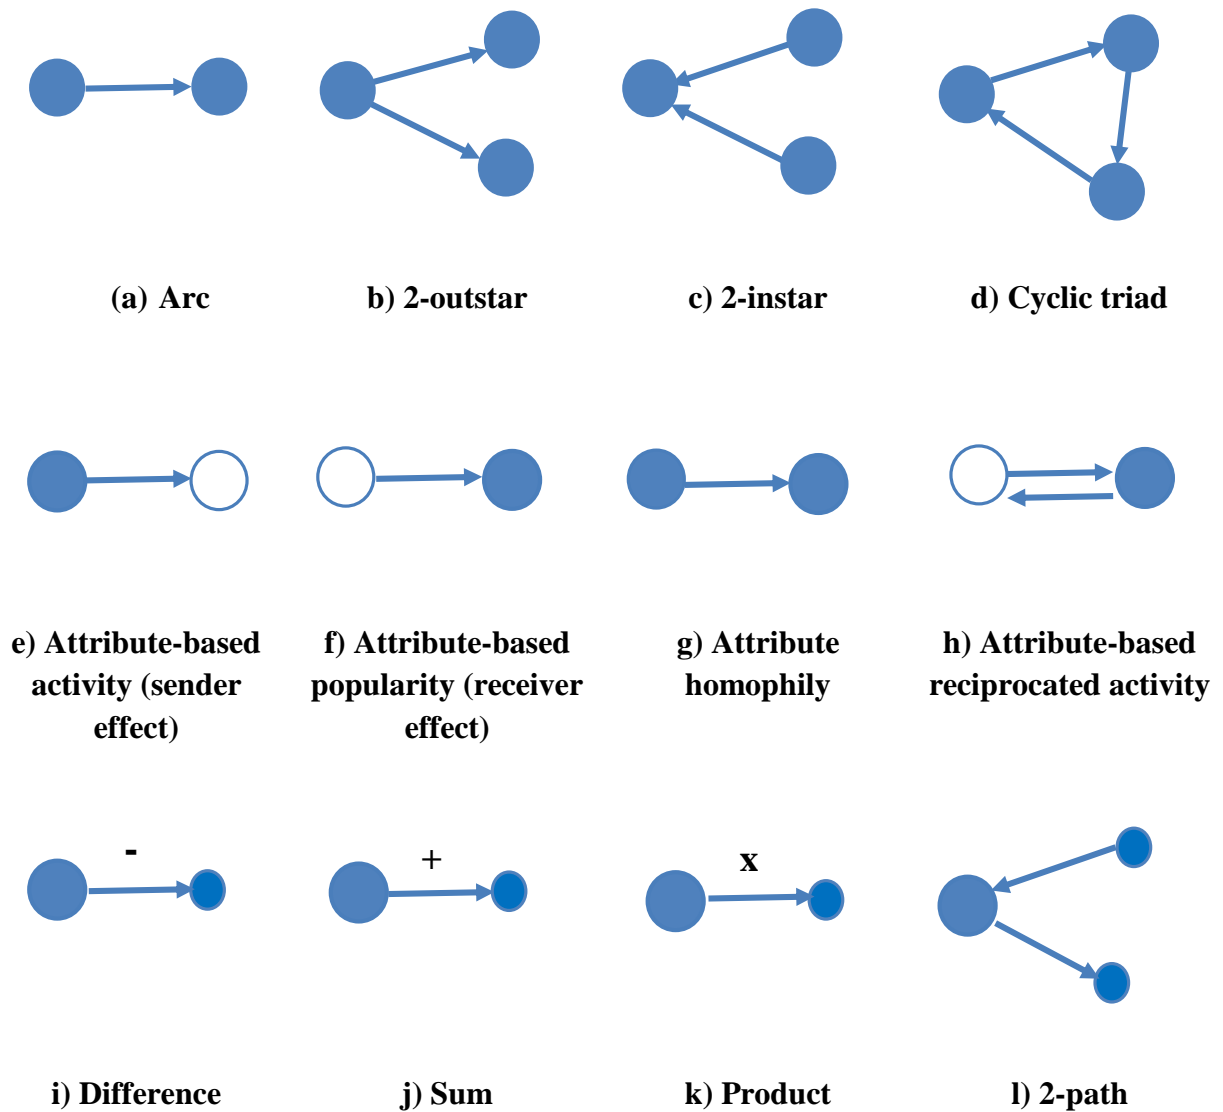 (a) Arc
b) 2-outstar
c) 2-instar
d) Cyclic triad
e) Attribute-based
activity (sender
effect)
f) Attribute-based
popularity (receiver
effect)
g) Attribute
homophily
h) Attribute-based
reciprocated activity
-
+
x
i) Difference
j) Sum
k) Product
l) 2-path